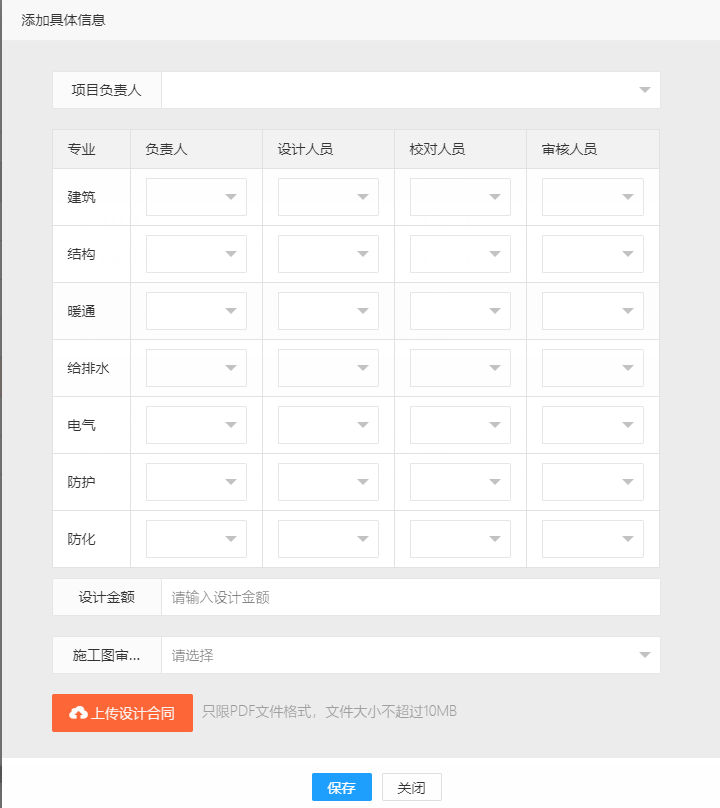 添加具体信息
项目负责人
专业 负责人 设计人员 校对人员 审核人员
建筑
结构
暖通
给排水
电气
防护
防化
设计金额 请输入设计金额
施工图审... 请选择
上传设计合同 只限PDF文件格式，文件大小不超过10MB
保存 关闭